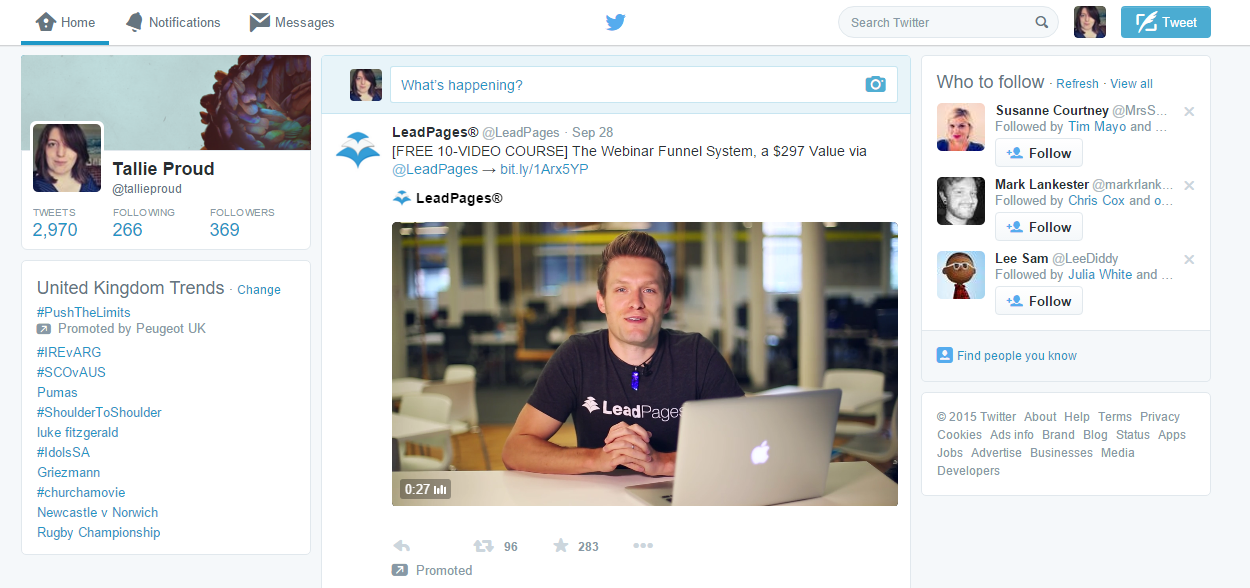 Home
Notifications
Messages
Search Twitter
Tweet
Tallie Proud
@tallieproud
TWEETS
FOLLOWING
FOLLOWERS
2,970
266
369
United Kingdom Trends · Change
#PushTheLimits
Promoted by Peugeot UK
#IREvARG
#SCOvAUS
Pumas
#ShoulderToShoulder
luke fitzgerald
#IdolsSA
Griezmann
#churchamovie
Newcastle v Norwich
Rugby Championship
What's happening?
LeadPages® @LeadPages · Sep 28
[FREE 10-VIDEO COURSE] The Webinar Funnel System, a $297 Value via
@LeadPages → bit.ly/1Arx5YP
LeadPages®
LeadPages
0:27
96
283
Promoted
Who to follow · Refresh · View all
Susanne Courtney @MrsS...
Followed by Tim Mayo and ...
Follow
Mark Lankester @markrlank...
Followed by Chris Cox and o...
Follow
Lee Sam @LeeDiddy
Followed by Julia White and ...
Follow
Find people you know
© 2015 Twitter About Help Terms Privacy
Cookies Ads info Brand Blog Status Apps
Jobs Advertise Businesses Media
Developers